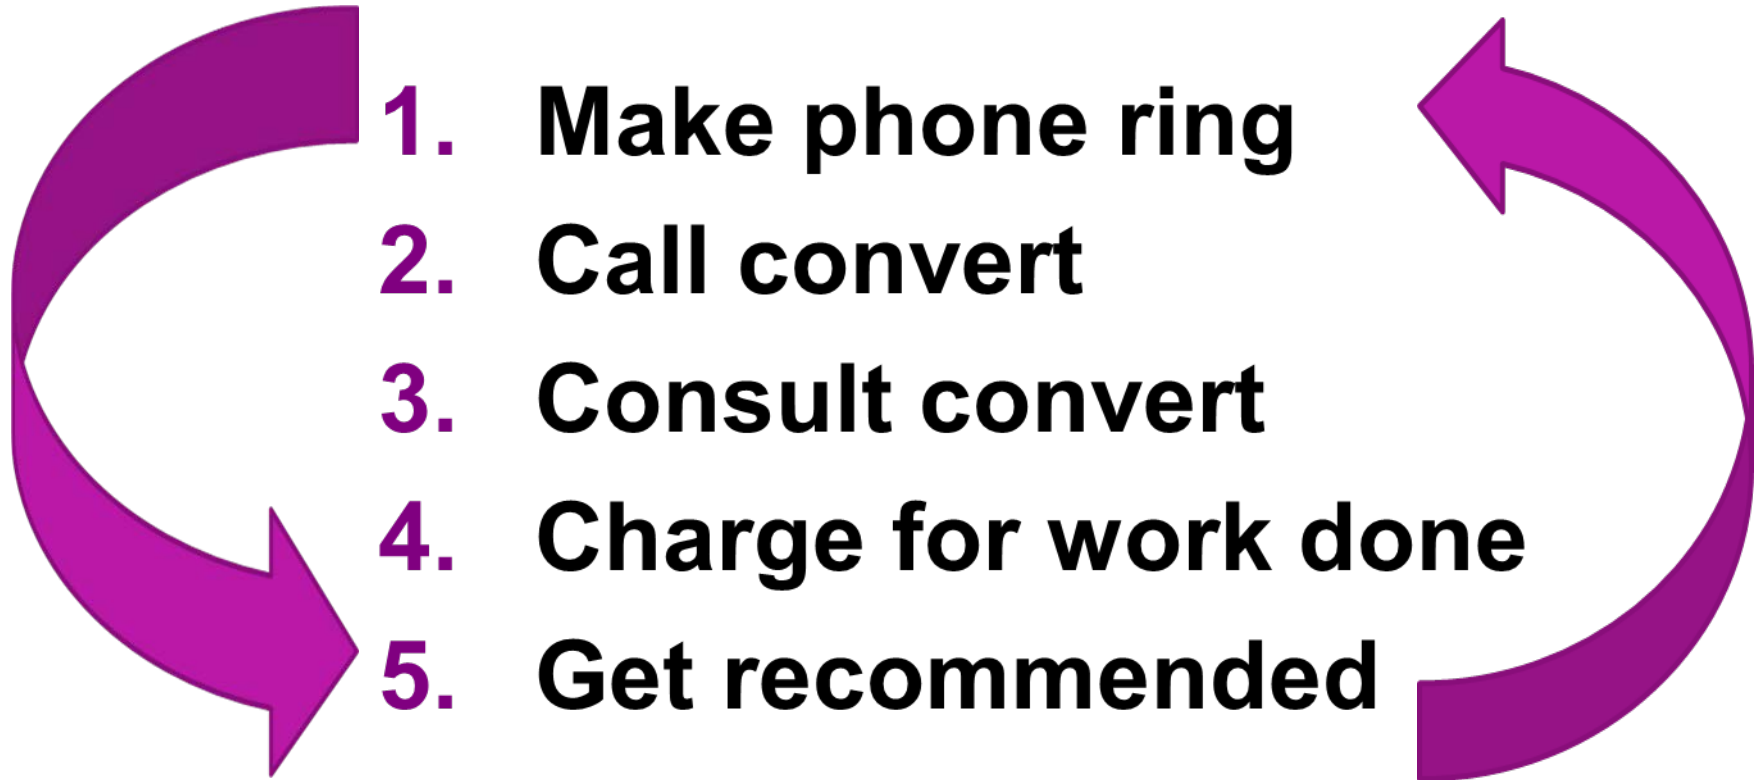 1. Make phone ring
2. Call convert
3. Consult convert
4. Charge for work done
5. Get recommended